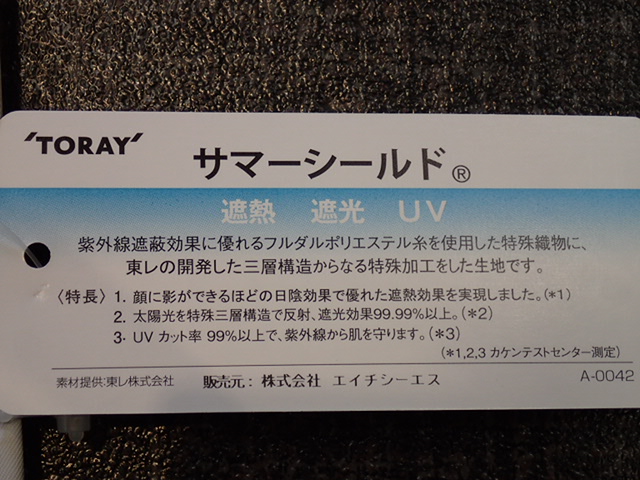 'TORAY'
サマーシールド®
遮熱 遮光 UV
紫外線遮蔽効果に優れるフルダルポリエステル糸を使用した特殊織物に、
東レの開発した三層構造からなる特殊加工をした生地です。
〈特長〉 1. 顔に影ができるほどの日陰効果で優れた遮熱効果を実現しました。(*1)
2. 太陽光を特殊三層構造で反射、遮光効果99.99%以上。(*2)
3. UV カット率 99%以上で、紫外線から肌を守ります。(*3)
(*1,2,3 カケンテストセンター測定)
素材提供:東レ株式会社 販売元: 株式会社 エイチシーエス A-0042